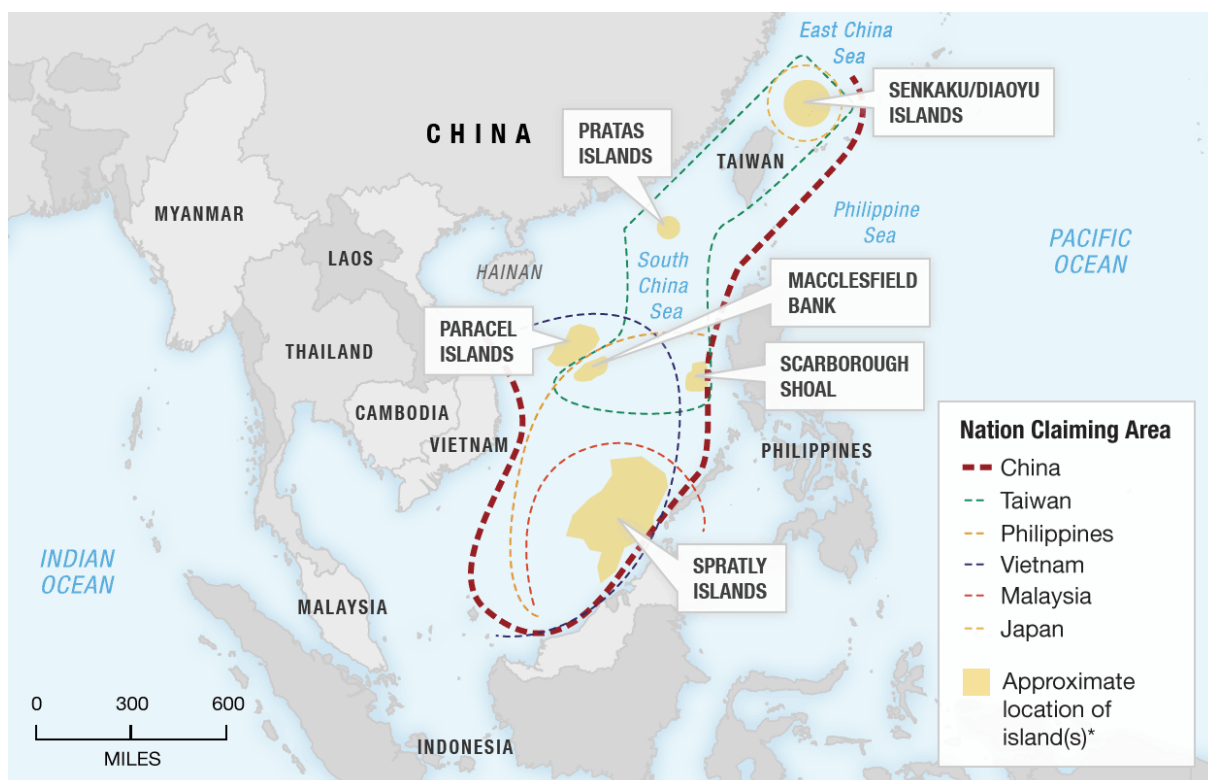 East China
Sea
SENKAKU/DIAOYU
ISLANDS
CHINA
PRATAS
ISLANDS
TAIWAN
MYANMAR
Philippine
Sea
PACIFIC
OCEAN
LAOS
HAINAN
South
China
Sea
MACCLESFIELD
BANK
PARACEL
ISLANDS
THAILAND
SCARBOROUGH
SHOAL
CAMBODIA
VIETNAM
PHILIPPINES
Nation Claiming Area
China
Taiwan
Philippines
Vietnam
Malaysia
Japan
Approximate
location of
island(s)*
INDIAN
OCEAN
SPRATLY
ISLANDS
MALAYSIA
0 300 600
MILES
INDONESIA